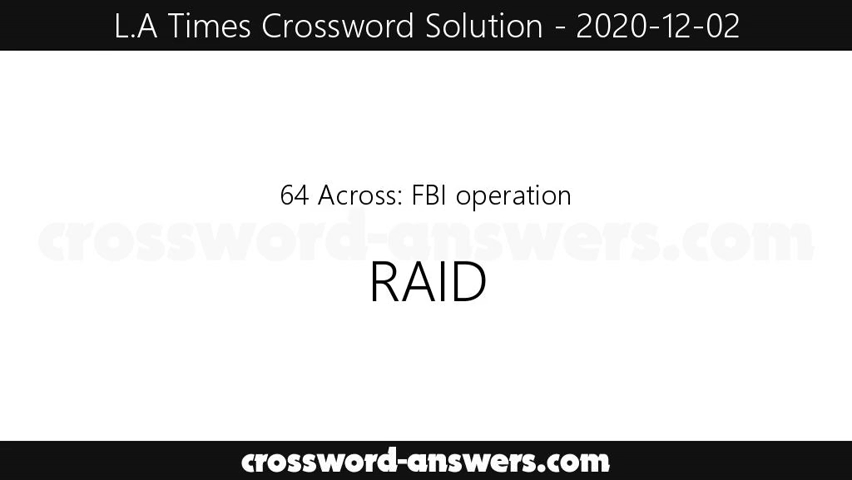 L.A Times Crossword Solution - 2020-12-02
64 Across: FBI operation
crossword-answers.com
RAID
crossword-answers.com